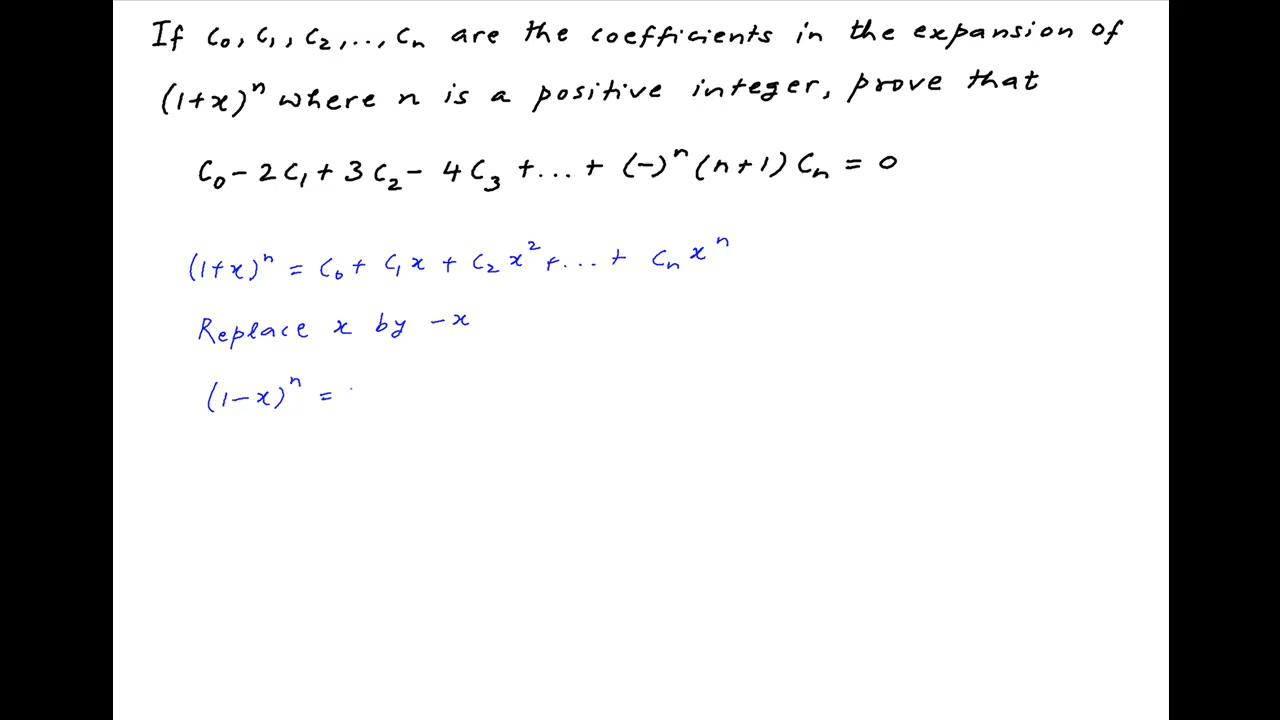 If C₀, C₁, C₂, ..., Cₙ are the coefficients in the expansion of
(1+x)ⁿ where n is a positive integer, prove that
C₀ - 2C₁ + 3C₂ - 4C₃ + ... + (-)ⁿ (n+1) Cₙ = 0
(1+x)ⁿ = C₀ + C₁x + C₂x² + ... + Cₙxⁿ
Replace x by -x
(1-x)ⁿ =